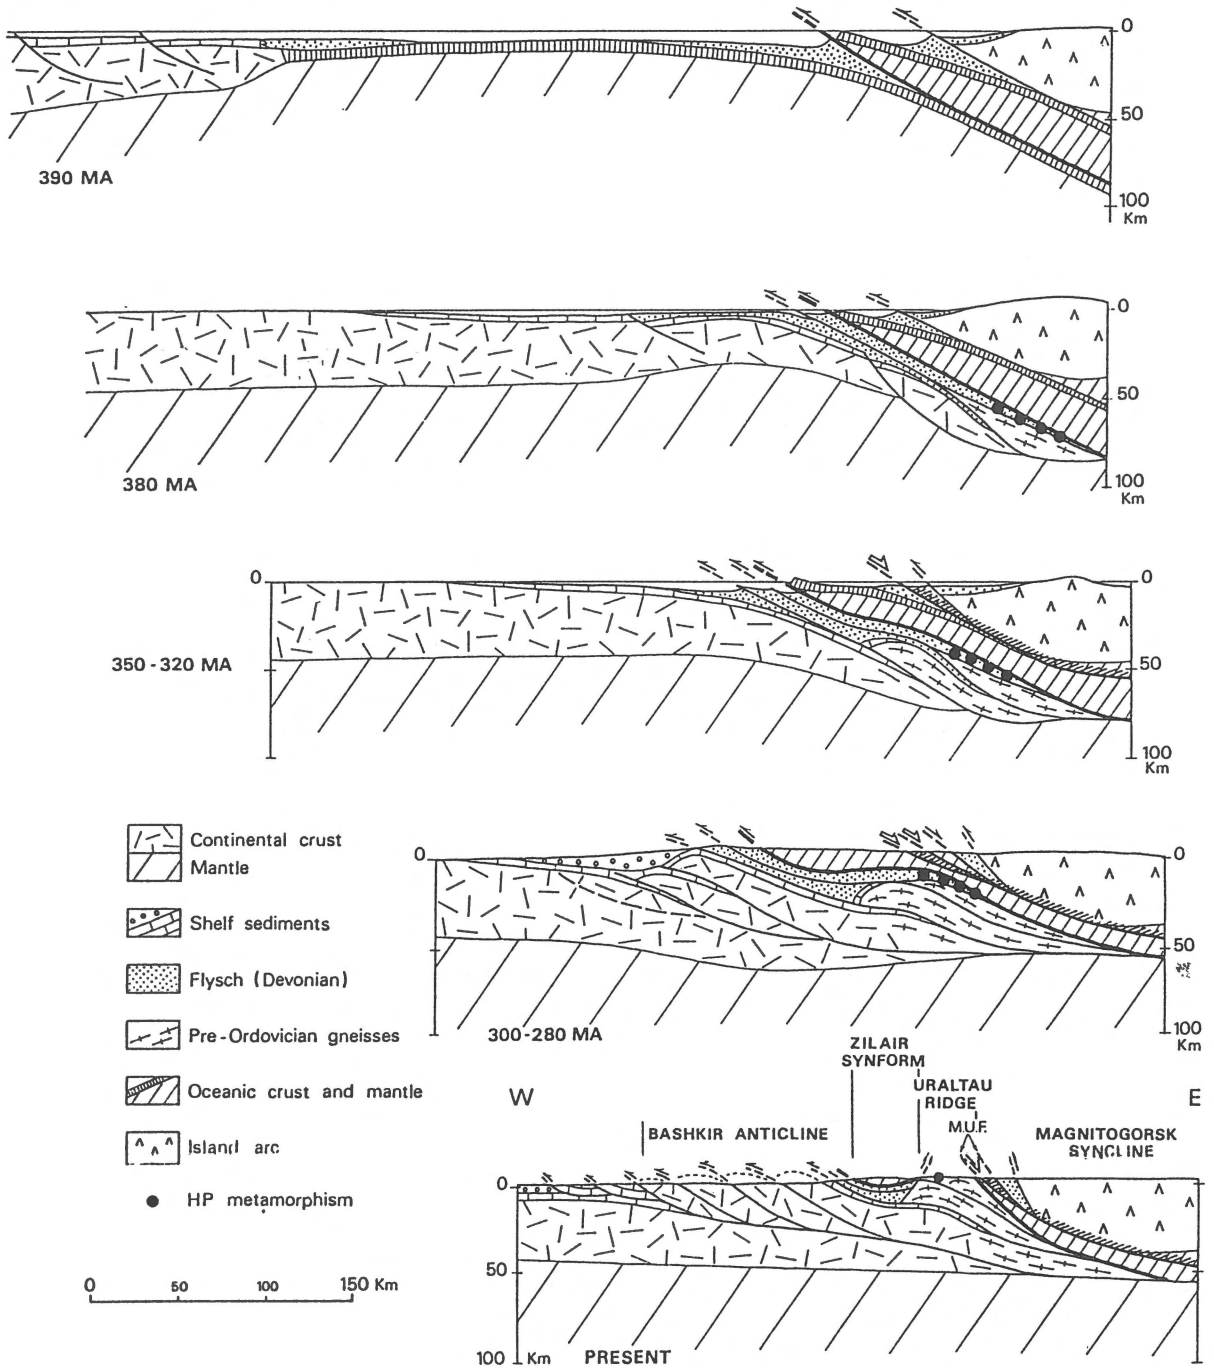 0
50
100
Km
390 MA
0
50
100
Km
380 MA
0
0
50
100
Km
350-320 MA
Continental crust
Mantle
Shelf sediments
Flysch (Devonian)
Pre-Ordovician gneisses
Oceanic crust and mantle
Island arc
HP metamorphism
0 50 100 150 Km
0
0
50
100
Km
300-280 MA
W
E
ZILAIR
SYNFORM
URALTAU
RIDGE
M.U.F.
BASHKIR ANTICLINE
MAGNITOGORSK
SYNCLINE
0
50
100 Km
PRESENT